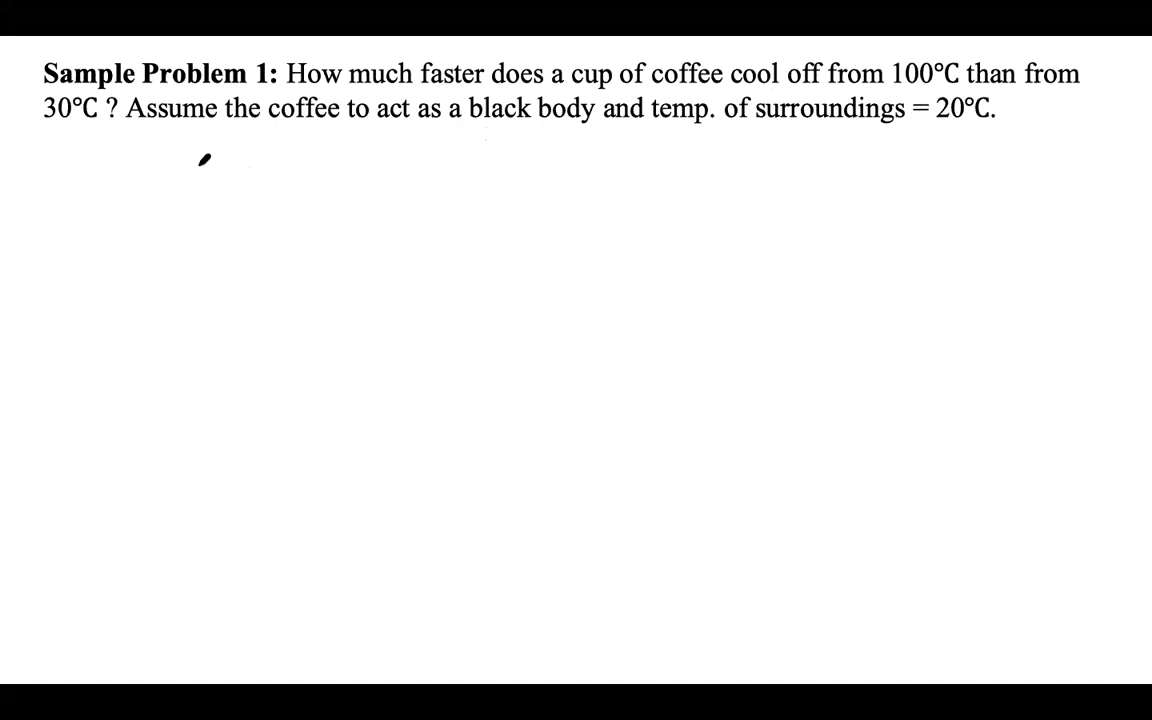 Sample Problem 1: How much faster does a cup of coffee cool off from 100°C than from
30°C ? Assume the coffee to act as a black body and temp. of surroundings = 20°C.